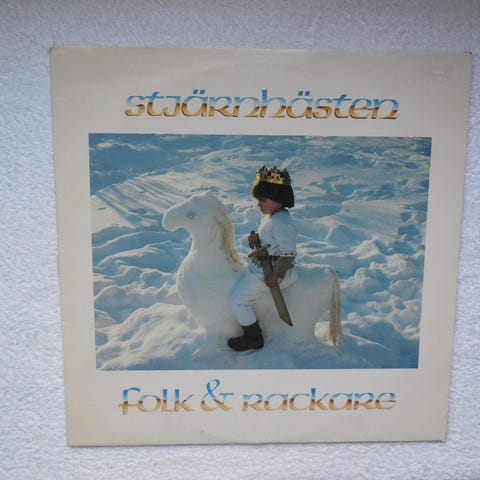 stjärnhästen
folk & rackare